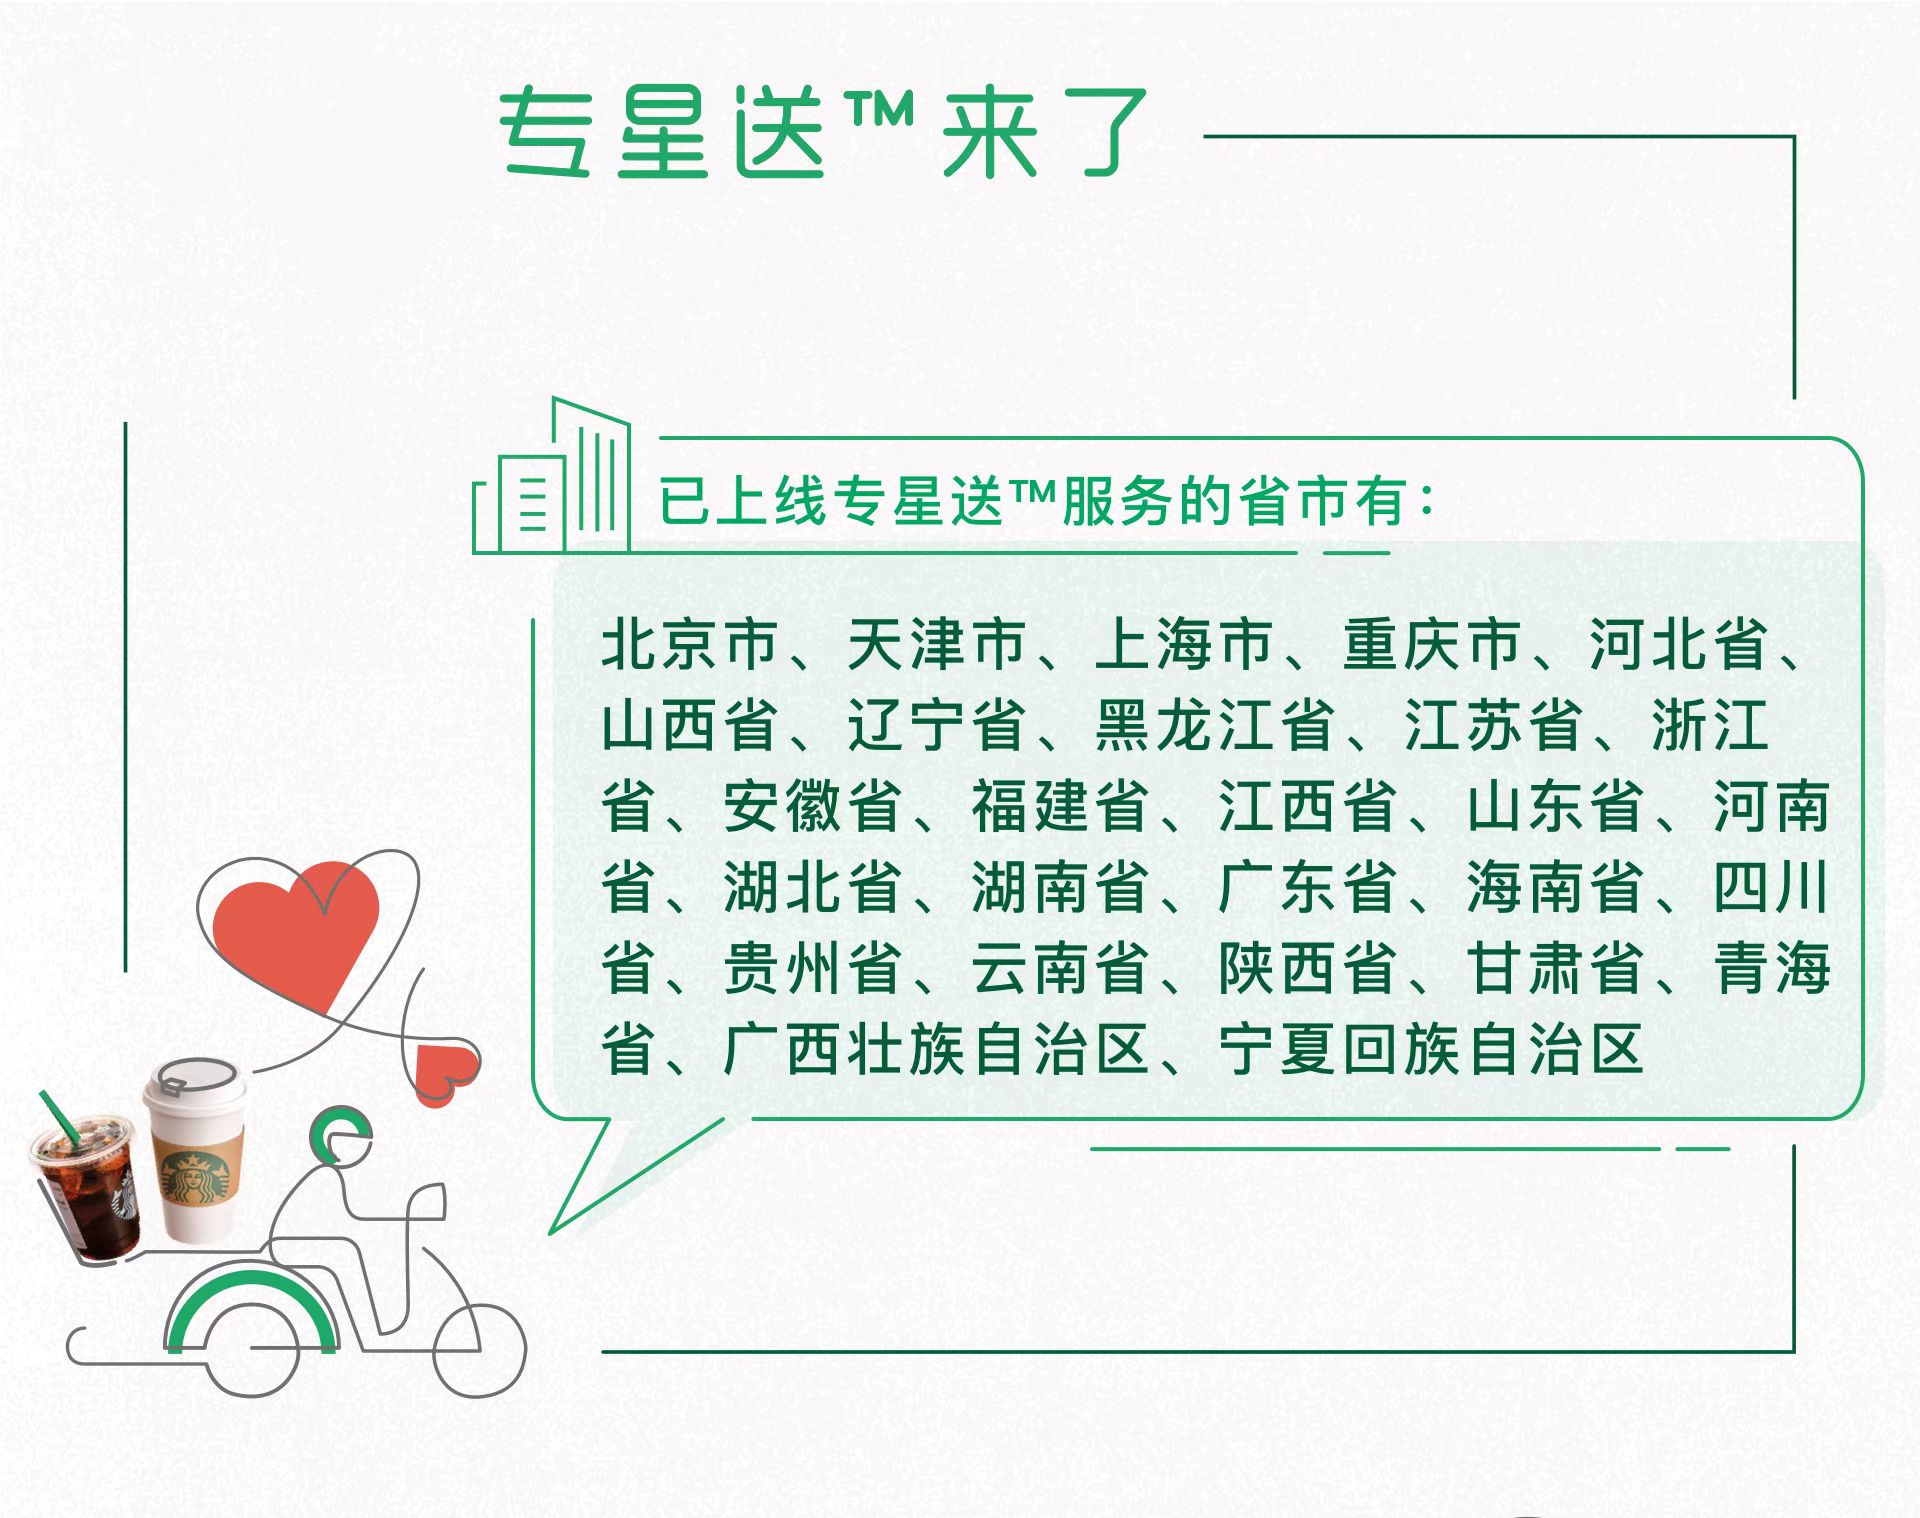 专星送™来了
已上线专星送™服务的省市有：
北京市、天津市、上海市、重庆市、河北省、
山西省、辽宁省、黑龙江省、江苏省、浙江
省、安徽省、福建省、江西省、山东省、河南
省、湖北省、湖南省、广东省、海南省、四川
省、贵州省、云南省、陕西省、甘肃省、青海
省、广西壮族自治区、宁夏回族自治区